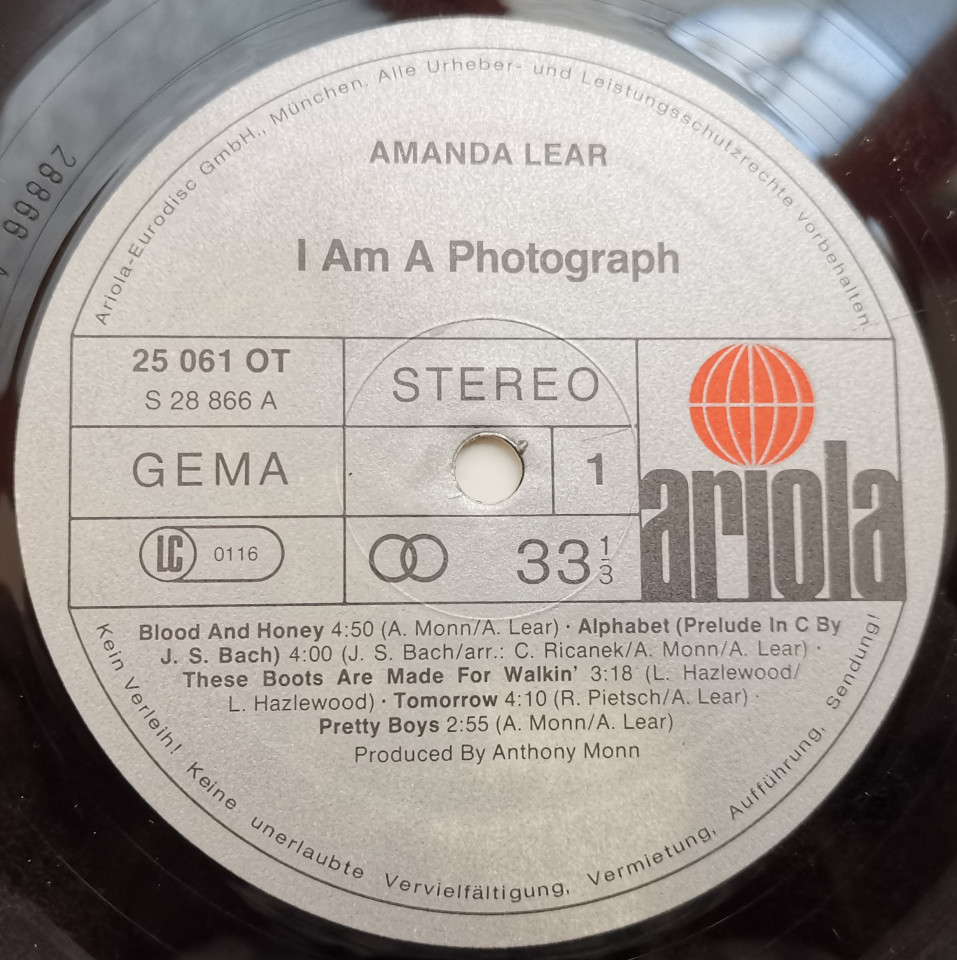 Ariola-Eurodisc GmbH., München. Alle Urheber- und Leistungsschutzrechte vorbehalten.
AMANDA LEAR
I Am A Photograph
28866
25 061 OT
S 28 866 A
STEREO
GEMA
1
LC 0116
33 1/3
ariola
Blood And Honey 4:50 (A. Monn/A. Lear) · Alphabet (Prelude In C By
J. S. Bach) 4:00 (J. S. Bach/arr.: C. Ricanek/A. Monn/A. Lear) ·
These Boots Are Made For Walkin' 3:18 (L. Hazlewood/
L. Hazlewood) · Tomorrow 4:10 (R. Pietsch/A. Lear) ·
Pretty Boys 2:55 (A. Monn/A. Lear)
Produced By Anthony Monn
Kein Verleih! Keine unerlaubte Vervielfältigung, Vermietung, Aufführung, Sendung!